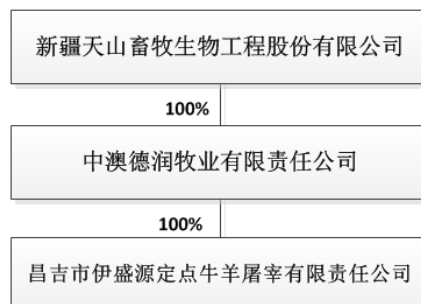 新疆天山畜牧生物工程股份有限公司
100%
中澳德润牧业有限责任公司
100%
昌吉市伊盛源定点牛羊屠宰有限责任公司